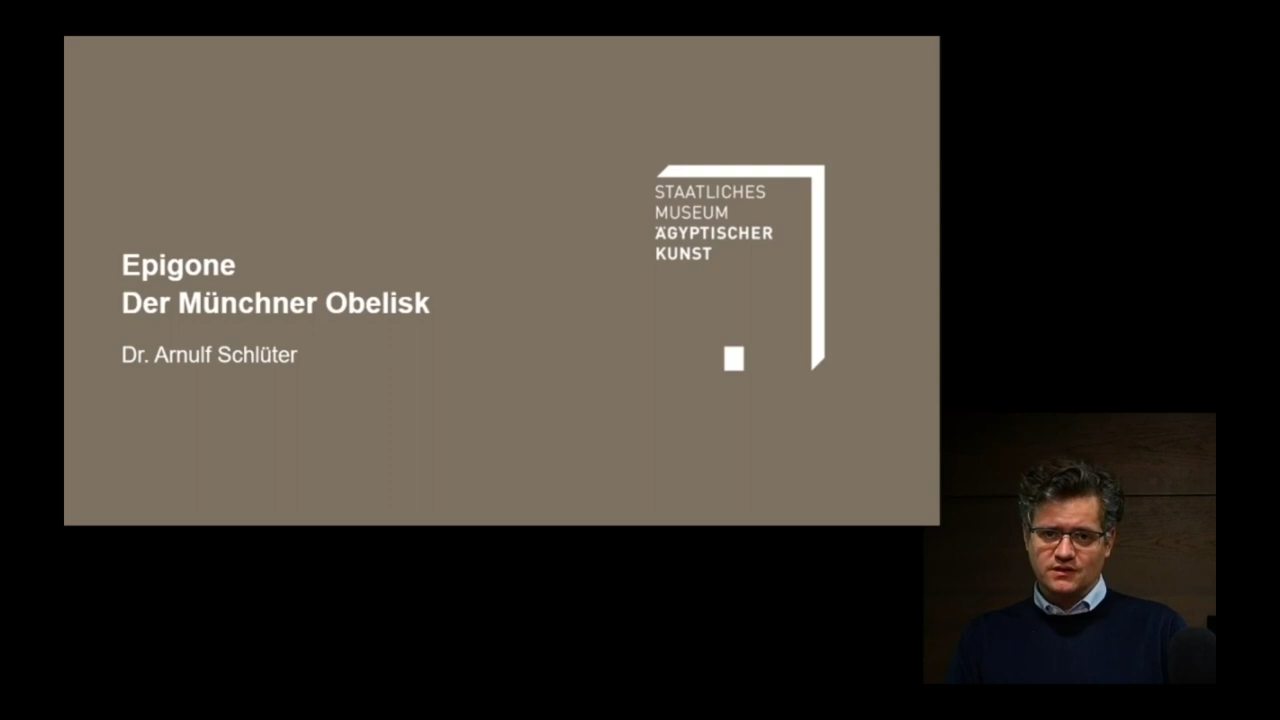 Epigone
Der Münchner Obelisk
Dr. Arnulf Schlüter
STAATLICHES
MUSEUM
ÄGYPTISCHER
KUNST